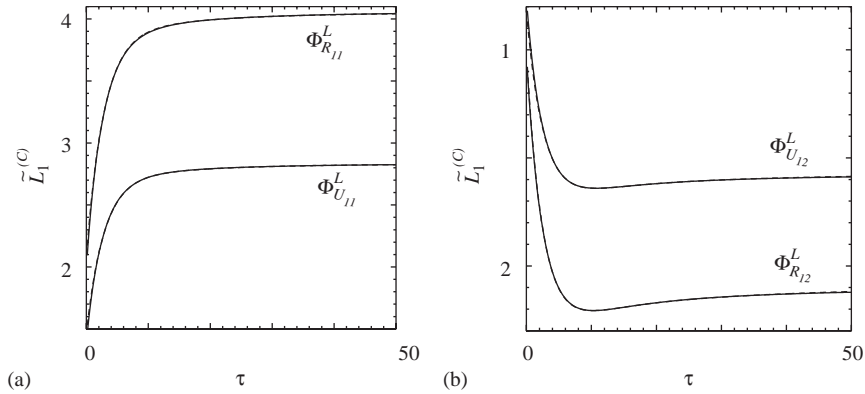 4
3
2
L̃₁⁽ᶜ⁾
Φ^L_{R₁₁}
Φ^L_{U₁₁}
0
50
(a)
τ
1
2
L̃₁⁽ᶜ⁾
Φ^L_{U₁₂}
Φ^L_{R₁₂}
0
50
(b)
τ